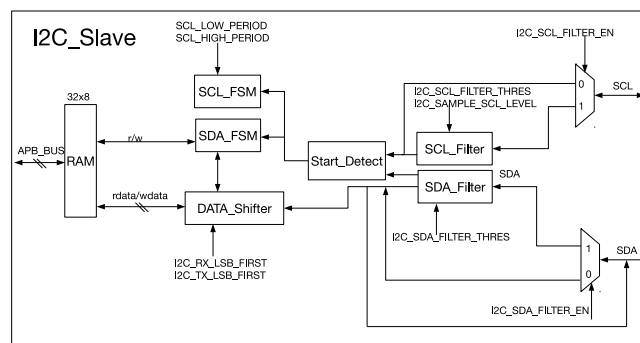 I2C_Slave
SCL_LOW_PERIOD
SCL_HIGH_PERIOD
I2C_SCL_FILTER_EN
SCL_FSM
32x8
0
SCL
1
I2C_SCL_FILTER_THRES
I2C_SAMPLE_SCL_LEVEL
r/w
SDA_FSM
APB_BUS
RAM
Start_Detect
SCL_Filter
SDA
SDA_Filter
rdata/wdata
DATA_Shifter
I2C_SDA_FILTER_THRES
1
SDA
0
I2C_RX_LSB_FIRST
I2C_TX_LSB_FIRST
I2C_SDA_FILTER_EN